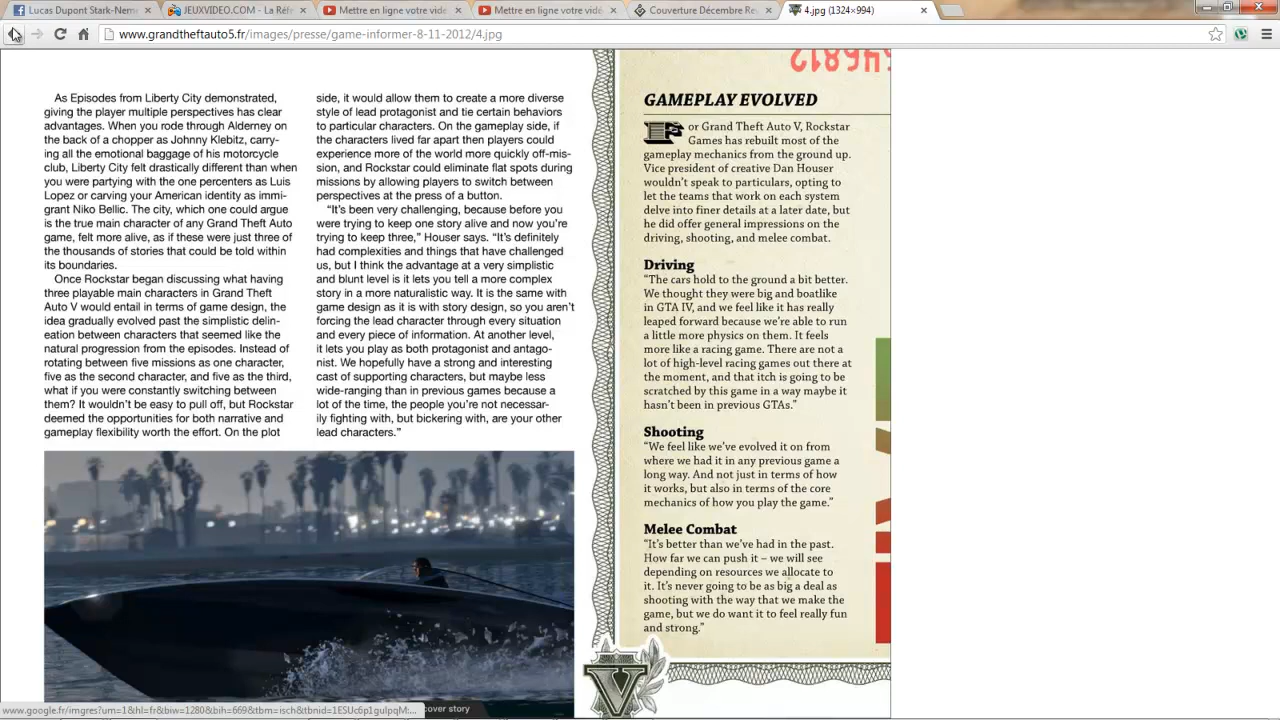 Lucas Dupont Stark-Neme
JEUXVIDEO.COM - La Réf
Mettre en ligne votre vidé
Mettre en ligne votre vidé
Couverture Décembre Re
4.jpg (1324×994)
www.grandtheftauto5.fr/images/presse/game-informer-8-11-2012/4.jpg
As Episodes from Liberty City demonstrated,
giving the player multiple perspectives has clear
advantages. When you rode through Alderney on
the back of a chopper as Johnny Klebitz, carry-
ing all the emotional baggage of his motorcycle
club, Liberty City felt drastically different than when
you were partying with the one percenters as Luis
Lopez or carving your American identity as immi-
grant Niko Bellic. The city, which one could argue
is the true main character of any Grand Theft Auto
game, felt more alive, as if these were just three of
the thousands of stories that could be told within
its boundaries.
Once Rockstar began discussing what having
three playable main characters in Grand Theft
Auto V would entail in terms of game design, the
idea gradually evolved past the simplistic delin-
eation between characters that seemed like the
natural progression from the episodes. Instead of
rotating between five missions as one character,
five as the second character, and five as the third,
what if you were constantly switching between
them? It wouldn't be easy to pull off, but Rockstar
deemed the opportunities for both narrative and
gameplay flexibility worth the effort. On the plot
side, it would allow them to create a more diverse
style of lead protagonist and tie certain behaviors
to particular characters. On the gameplay side, if
the characters lived far apart then players could
experience more of the world more quickly off-mis-
sion, and Rockstar could eliminate flat spots during
missions by allowing players to switch between
perspectives at the press of a button.
“It's been very challenging, because before you
were trying to keep one story alive and now you're
trying to keep three,” Houser says. “It's definitely
had complexities and things that have challenged
us, but I think the advantage at a very simplistic
and blunt level is it lets you tell a more complex
story in a more naturalistic way. It is the same with
game design as it is with story design, so you aren't
forcing the lead character through every situation
and every piece of information. At another level,
it lets you play as both protagonist and antago-
nist. We hopefully have a strong and interesting
cast of supporting characters, but maybe less
wide-ranging than in previous games because a
lot of the time, the people you're not necessar-
ily fighting with, but bickering with, are your other
lead characters.”
646812
GAMEPLAY EVOLVED
For Grand Theft Auto V, Rockstar
Games has rebuilt most of the
gameplay mechanics from the ground up.
Vice president of creative Dan Houser
wouldn't speak to particulars, opting to
let the teams that work on each system
delve into finer details at a later date, but
he did offer general impressions on the
driving, shooting, and melee combat.
Driving
“The cars hold to the ground a bit better.
We thought they were big and boatlike
in GTA IV, and we feel like it has really
leaped forward because we're able to run
a little more physics on them. It feels
more like a racing game. There are not a
lot of high-level racing games out there at
the moment, and that itch is going to be
scratched by this game in a way maybe it
hasn't been in previous GTAs.”
Shooting
“We feel like we've evolved it on from
where we had it in any previous game a
long way. And not just in terms of how
it works, but also in terms of the core
mechanics of how you play the game.”
Melee Combat
“It's better than we've had in the past.
How far we can push it – we will see
depending on resources we allocate to
it. It's never going to be as big a deal as
shooting with the way that we make the
game, but we do want it to feel really fun
and strong.”
V
www.google.fr/imgres?um=1&hl=fr&biw=1280&bih=669&tbm=isch&tbnid=1ESUc6p1gulpqM:...
cover story